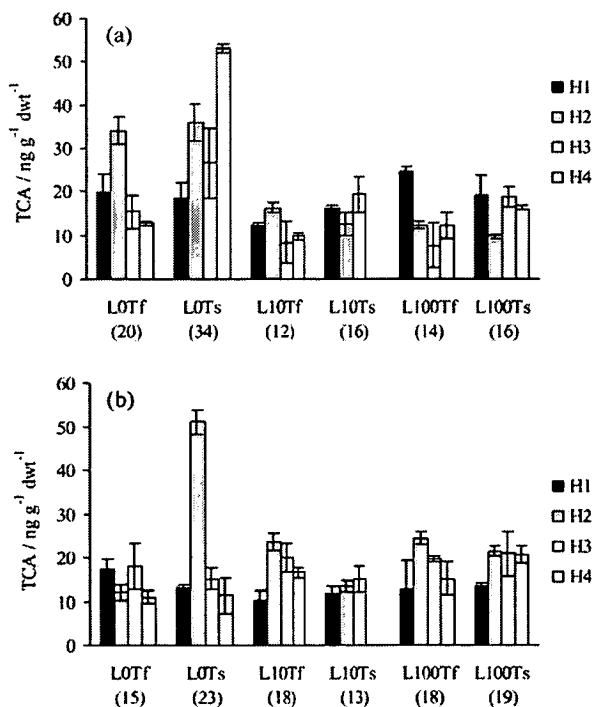 (a)
TCA / ng g⁻¹ dwt⁻¹
60
50
40
30
20
10
0
H1
H2
H3
H4
L0Tf L0Ts L10Tf L10Ts L100Tf L100Ts
(20) (34) (12) (16) (14) (16)
(b)
TCA / ng g⁻¹ dwt⁻¹
60
50
40
30
20
10
0
H1
H2
H3
H4
L0Tf L0Ts L10Tf L10Ts L100Tf L100Ts
(15) (23) (18) (13) (18) (19)